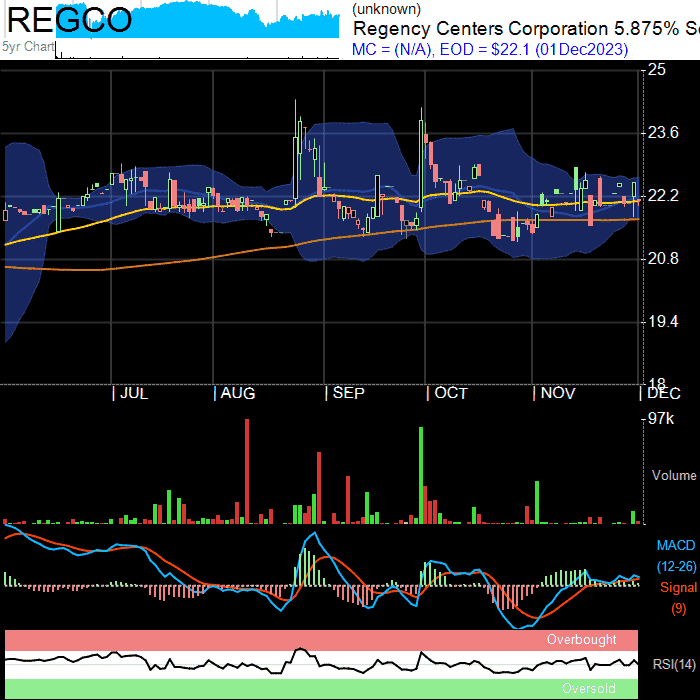 REGCO
(unknown)
Regency Centers Corporation 5.875% Se
5yr Chart
MC = (N/A), EOD = $22.1 (01Dec2023)
25
23.6
22.2
20.8
19.4
18
JUL AUG SEP OCT NOV DEC
97k
Volume
MACD
(12-26)
Signal
(9)
Overbought
RSI(14)
Oversold